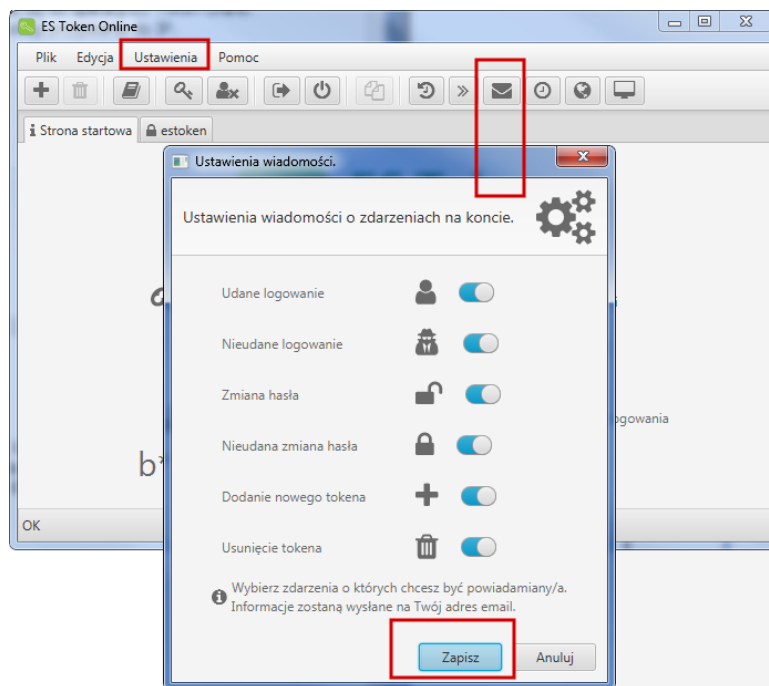 ES Token Online
Plik Edycja Ustawienia Pomoc
Strona startowa estoken
Ustawienia wiadomości.
Ustawienia wiadomości o zdarzeniach na koncie.
Udane logowanie
Nieudane logowanie
Zmiana hasła
ogowania
Nieudana zmiana hasła
b
Dodanie nowego tokena
OK
Usunięcie tokena
Wybierz zdarzenia o których chcesz być powiadamiany/a.
Informacje zostaną wysłane na Twój adres email.
Zapisz Anuluj